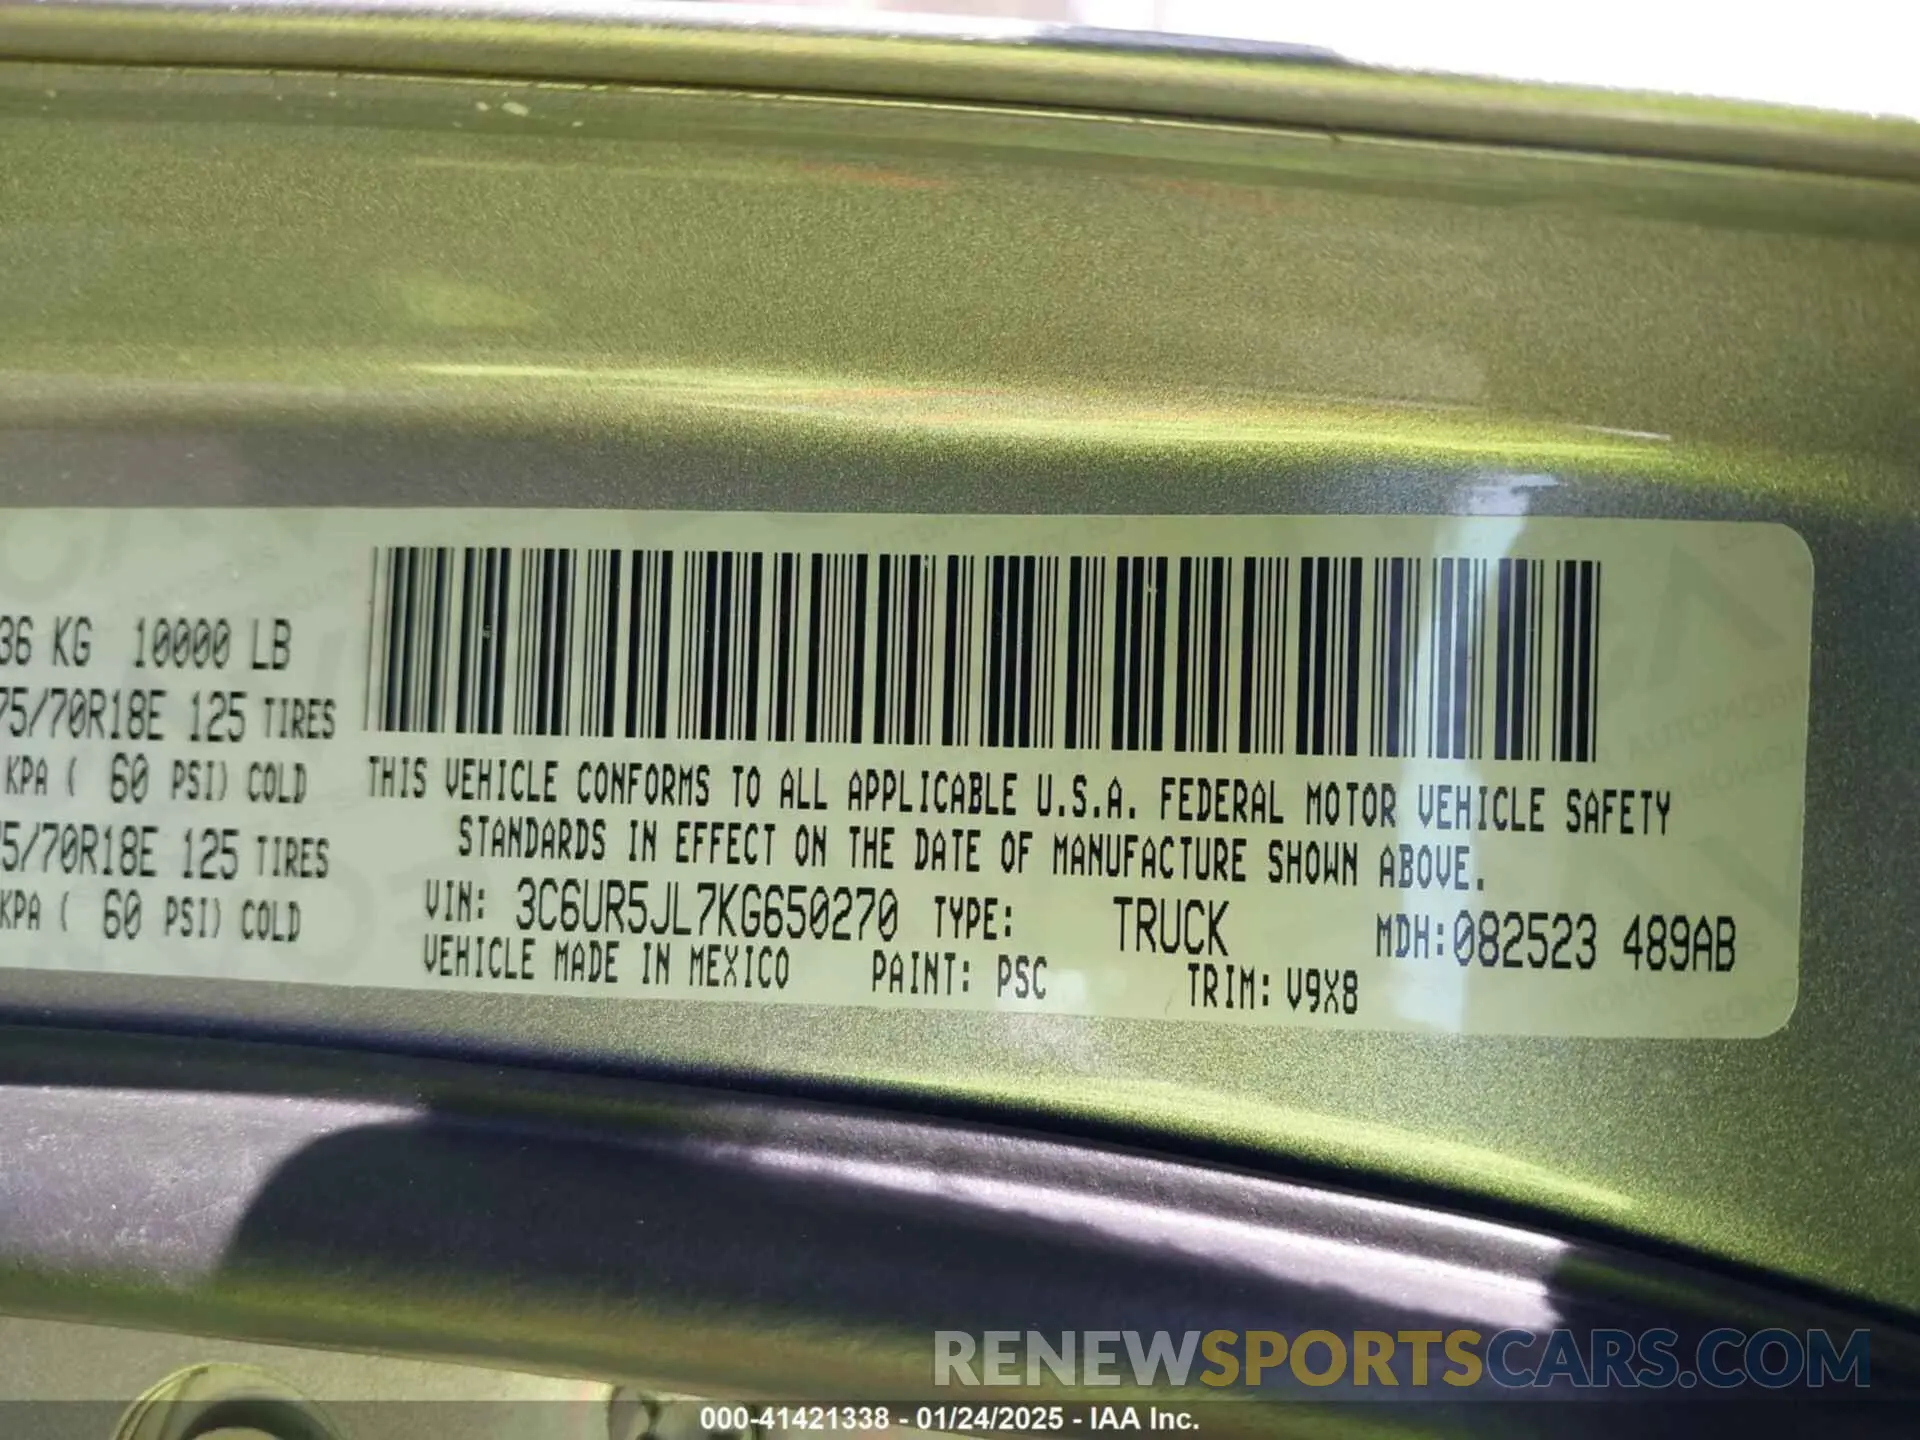 36 KG 10000 LB
75/70R18E 125 TIRES
KPA ( 60 PSI) COLD
75/70R18E 125 TIRES
KPA ( 60 PSI) COLD
THIS VEHICLE CONFORMS TO ALL APPLICABLE U.S.A. FEDERAL MOTOR VEHICLE SAFETY
STANDARDS IN EFFECT ON THE DATE OF MANUFACTURE SHOWN ABOVE.
VIN: 3C6UR5JL7KG650270 TYPE: TRUCK MDH:082523 489AB
VEHICLE MADE IN MEXICO PAINT: PSC TRIM: V9X8
RENEWSPORTSCARS.COM
000-41421338 - 01/24/2025 - IAA Inc.